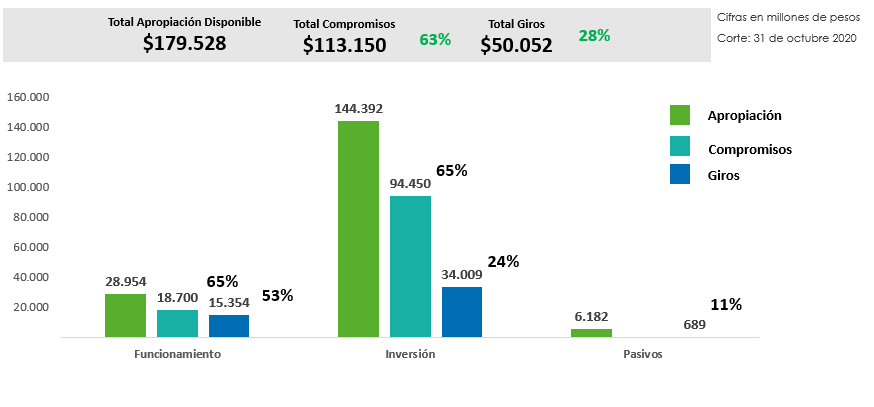 Total Apropiación Disponible
$179.528
Total Compromisos
$113.150
63%
Total Giros
$50.052
28%
Cifras en millones de pesos
Corte: 31 de octubre 2020
160.000
140.000
120.000
100.000
80.000
60.000
40.000
20.000
28.954
18.700
65%
15.354
53%
144.392
94.450
65%
34.009
24%
6.182
689
11%
Funcionamiento
Inversión
Pasivos
Apropiación
Compromisos
Giros